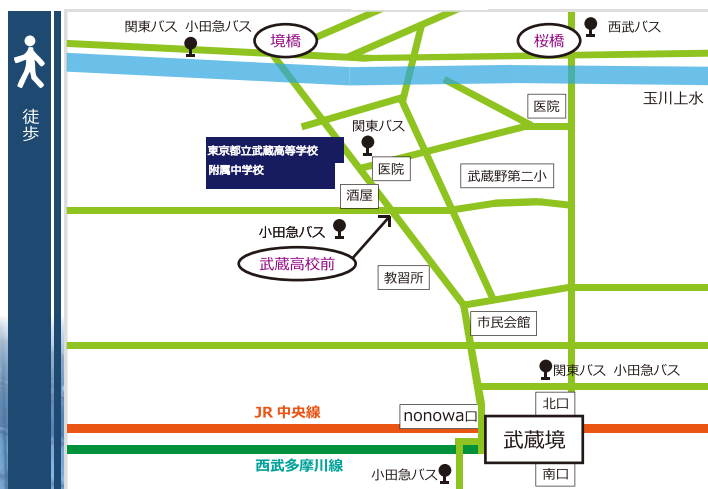 徒歩
関東バス 小田急バス
境橋
桜橋
西武バス
玉川上水
医院
関東バス
東京都立武蔵高等学校
附属中学校
医院
武蔵野第二小
酒屋
小田急バス
武蔵高校前
教習所
市民会館
関東バス 小田急バス
北口
JR 中央線
nonowa口
武蔵境
西武多摩川線
小田急バス
南口